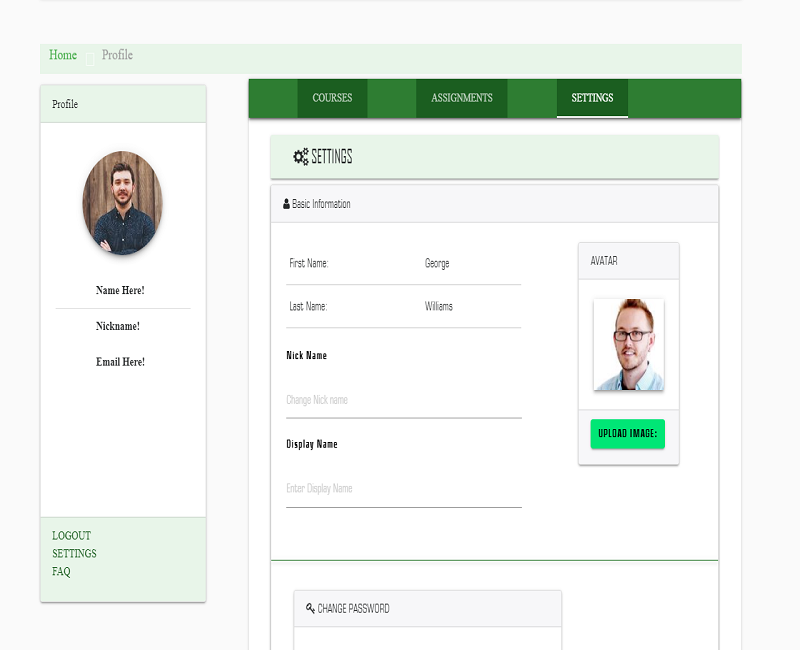 Home Profile
Profile
Name Here!
Nickname!
Email Here!
LOGOUT
SETTINGS
FAQ
COURSES ASSIGNMENTS SETTINGS
SETTINGS
Basic Information
First Name: George
Last Name: Williams
Nick Name
Change Nick name
Display Name
Enter Display Name
AVATAR
UPLOAD IMAGE:
CHANGE PASSWORD